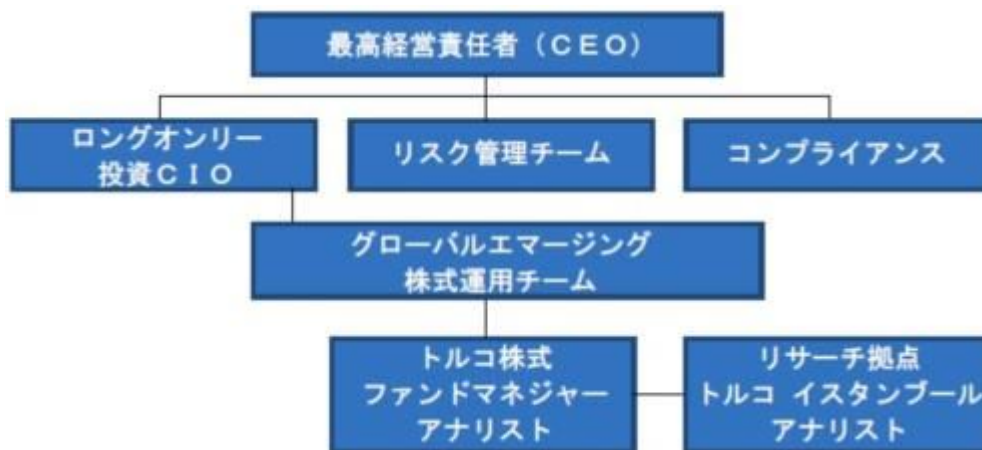 最高経営責任者（ＣＥＯ）
ロングオンリー
投資ＣＩＯ
リスク管理チーム
コンプライアンス
グローバルエマージング
株式運用チーム
トルコ株式
ファンドマネジャー
アナリスト
リサーチ拠点
トルコ イスタンブール
アナリスト